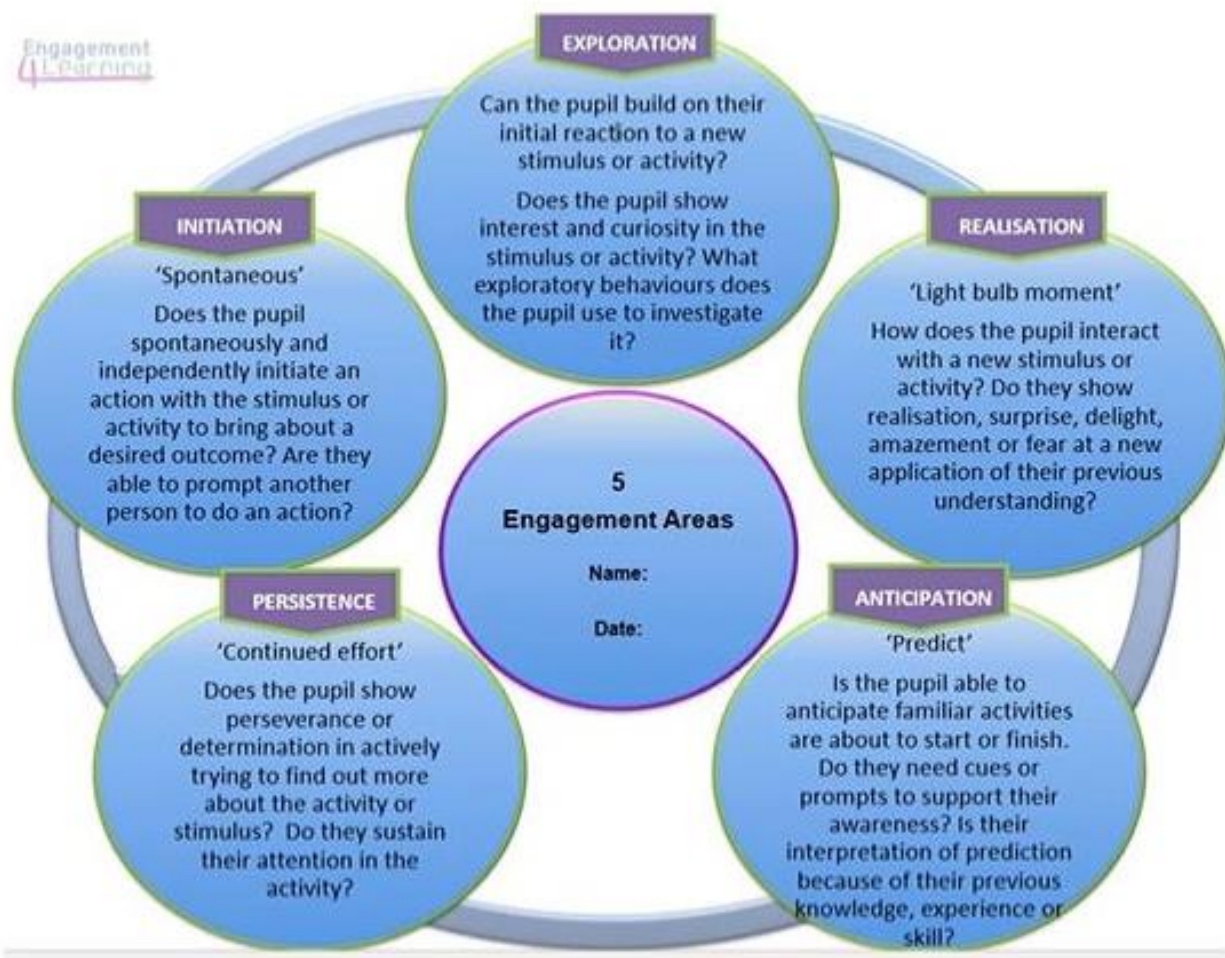 Engagement
4Learning
EXPLORATION
Can the pupil build on their
initial reaction to a new
stimulus or activity?
Does the pupil show
interest and curiosity in the
stimulus or activity? What
exploratory behaviours does
the pupil use to investigate
it?
REALISATION
'Light bulb moment'
How does the pupil interact
with a new stimulus or
activity? Do they show
realisation, surprise, delight,
amazement or fear at a new
application of their previous
understanding?
ANTICIPATION
'Predict'
Is the pupil able to
anticipate familiar activities
are about to start or finish.
Do they need cues or
prompts to support their
awareness? Is their
interpretation of prediction
because of their previous
knowledge, experience or
skill?
PERSISTENCE
'Continued effort'
Does the pupil show
perseverance or
determination in actively
trying to find out more
about the activity or
stimulus?  Do they sustain
their attention in the
activity?
INITIATION
'Spontaneous'
Does the pupil
spontaneously and
independently initiate an
action with the stimulus or
activity to bring about a
desired outcome? Are they
able to prompt another
person to do an action?
5
Engagement Areas
Name:
Date: